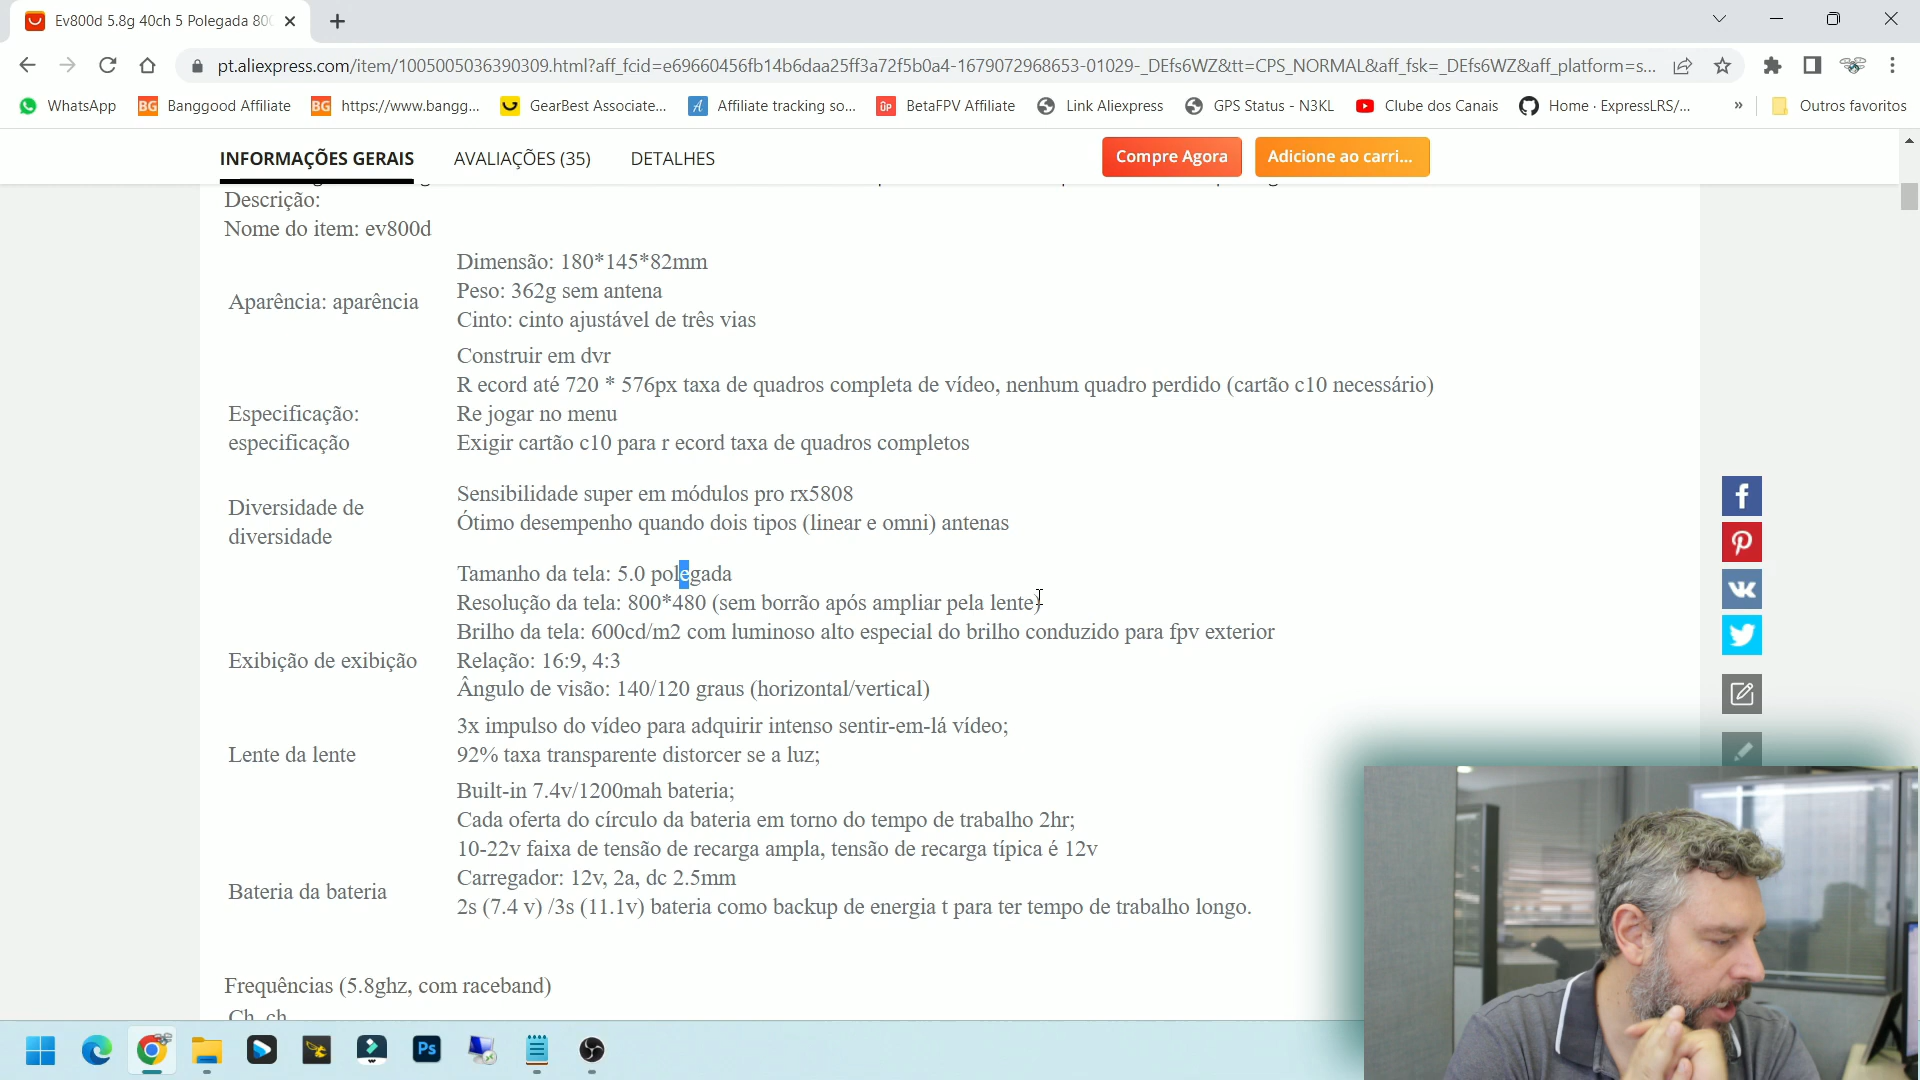 Ev800d 5.8g 40ch 5 Polegada 800
pt.aliexpress.com/item/1005005036390309.html?aff_fcid=e69660456fb14b6daa25ff3a72f5b0a4-1679072968653-01029-_DEfs6WZ&tt=CPS_NORMAL&aff_fsk=_DEfs6WZ&aff_platform=s...
WhatsApp
BG Banggood Affiliate
BG https://www.bangg...
GearBest Associate...
Affiliate tracking so...
BetaFPV Affiliate
Link Aliexpress
GPS Status - N3KL
Clube dos Canais
Home · ExpressLRS/...
»
Outros favoritos
INFORMAÇÕES GERAIS
AVALIAÇÕES (35)
DETALHES
Compre Agora
Adicione ao carri...
Descrição:
Nome do item: ev800d
Aparência: aparência
Dimensão: 180*145*82mm
Peso: 362g sem antena
Cinto: cinto ajustável de três vias
Especificação:
especificação
Construir em dvr
R ecord até 720 * 576px taxa de quadros completa de vídeo, nenhum quadro perdido (cartão c10 necessário)
Re jogar no menu
Exigir cartão c10 para r ecord taxa de quadros completos
Diversidade de
diversidade
Sensibilidade super em módulos pro rx5808
Ótimo desempenho quando dois tipos (linear e omni) antenas
Exibição de exibição
Tamanho da tela: 5.0 polegada
Resolução da tela: 800*480 (sem borrão após ampliar pela lente)
Brilho da tela: 600cd/m2 com luminoso alto especial do brilho conduzido para fpv exterior
Relação: 16:9, 4:3
Ângulo de visão: 140/120 graus (horizontal/vertical)
Lente da lente
3x impulso do vídeo para adquirir intenso sentir-em-lá vídeo;
92% taxa transparente distorcer se a luz;
Bateria da bateria
Built-in 7.4v/1200mah bateria;
Cada oferta do círculo da bateria em torno do tempo de trabalho 2hr;
10-22v faixa de tensão de recarga ampla, tensão de recarga típica é 12v
Carregador: 12v, 2a, dc 2.5mm
2s (7.4 v) /3s (11.1v) bateria como backup de energia t para ter tempo de trabalho longo.
Frequências (5.8ghz, com raceband)
Ch, ch
Ps